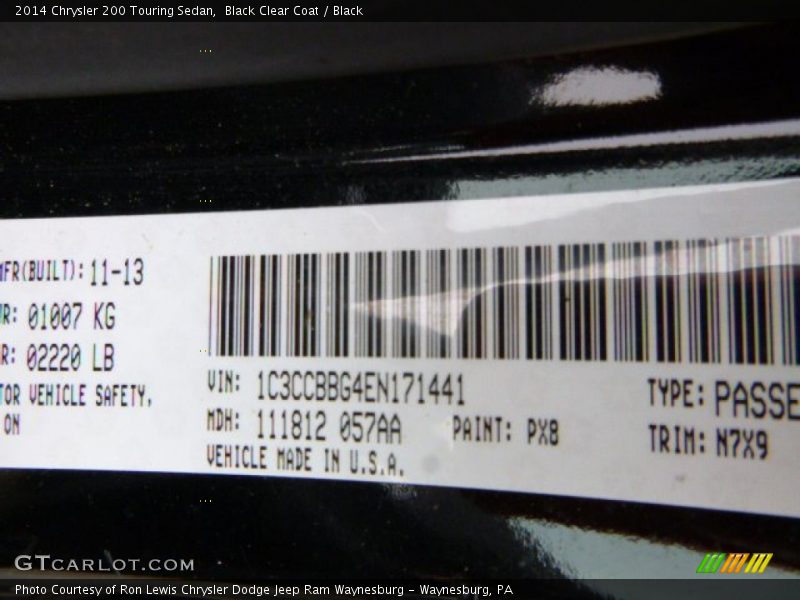 2014 Chrysler 200 Touring Sedan,  Black Clear Coat / Black
MFR(BUILT): 11-13
R: 01007 KG
R: 02220 LB
TOR VEHICLE SAFETY,
ON
VIN: 1C3CCBBG4EN171441
MDH: 111812 057AA PAINT: PX8
VEHICLE MADE IN U.S.A.
TYPE: PASSE
TRIM: N7X9
GTCARLOT.COM
Photo Courtesy of Ron Lewis Chrysler Dodge Jeep Ram Waynesburg - Waynesburg, PA